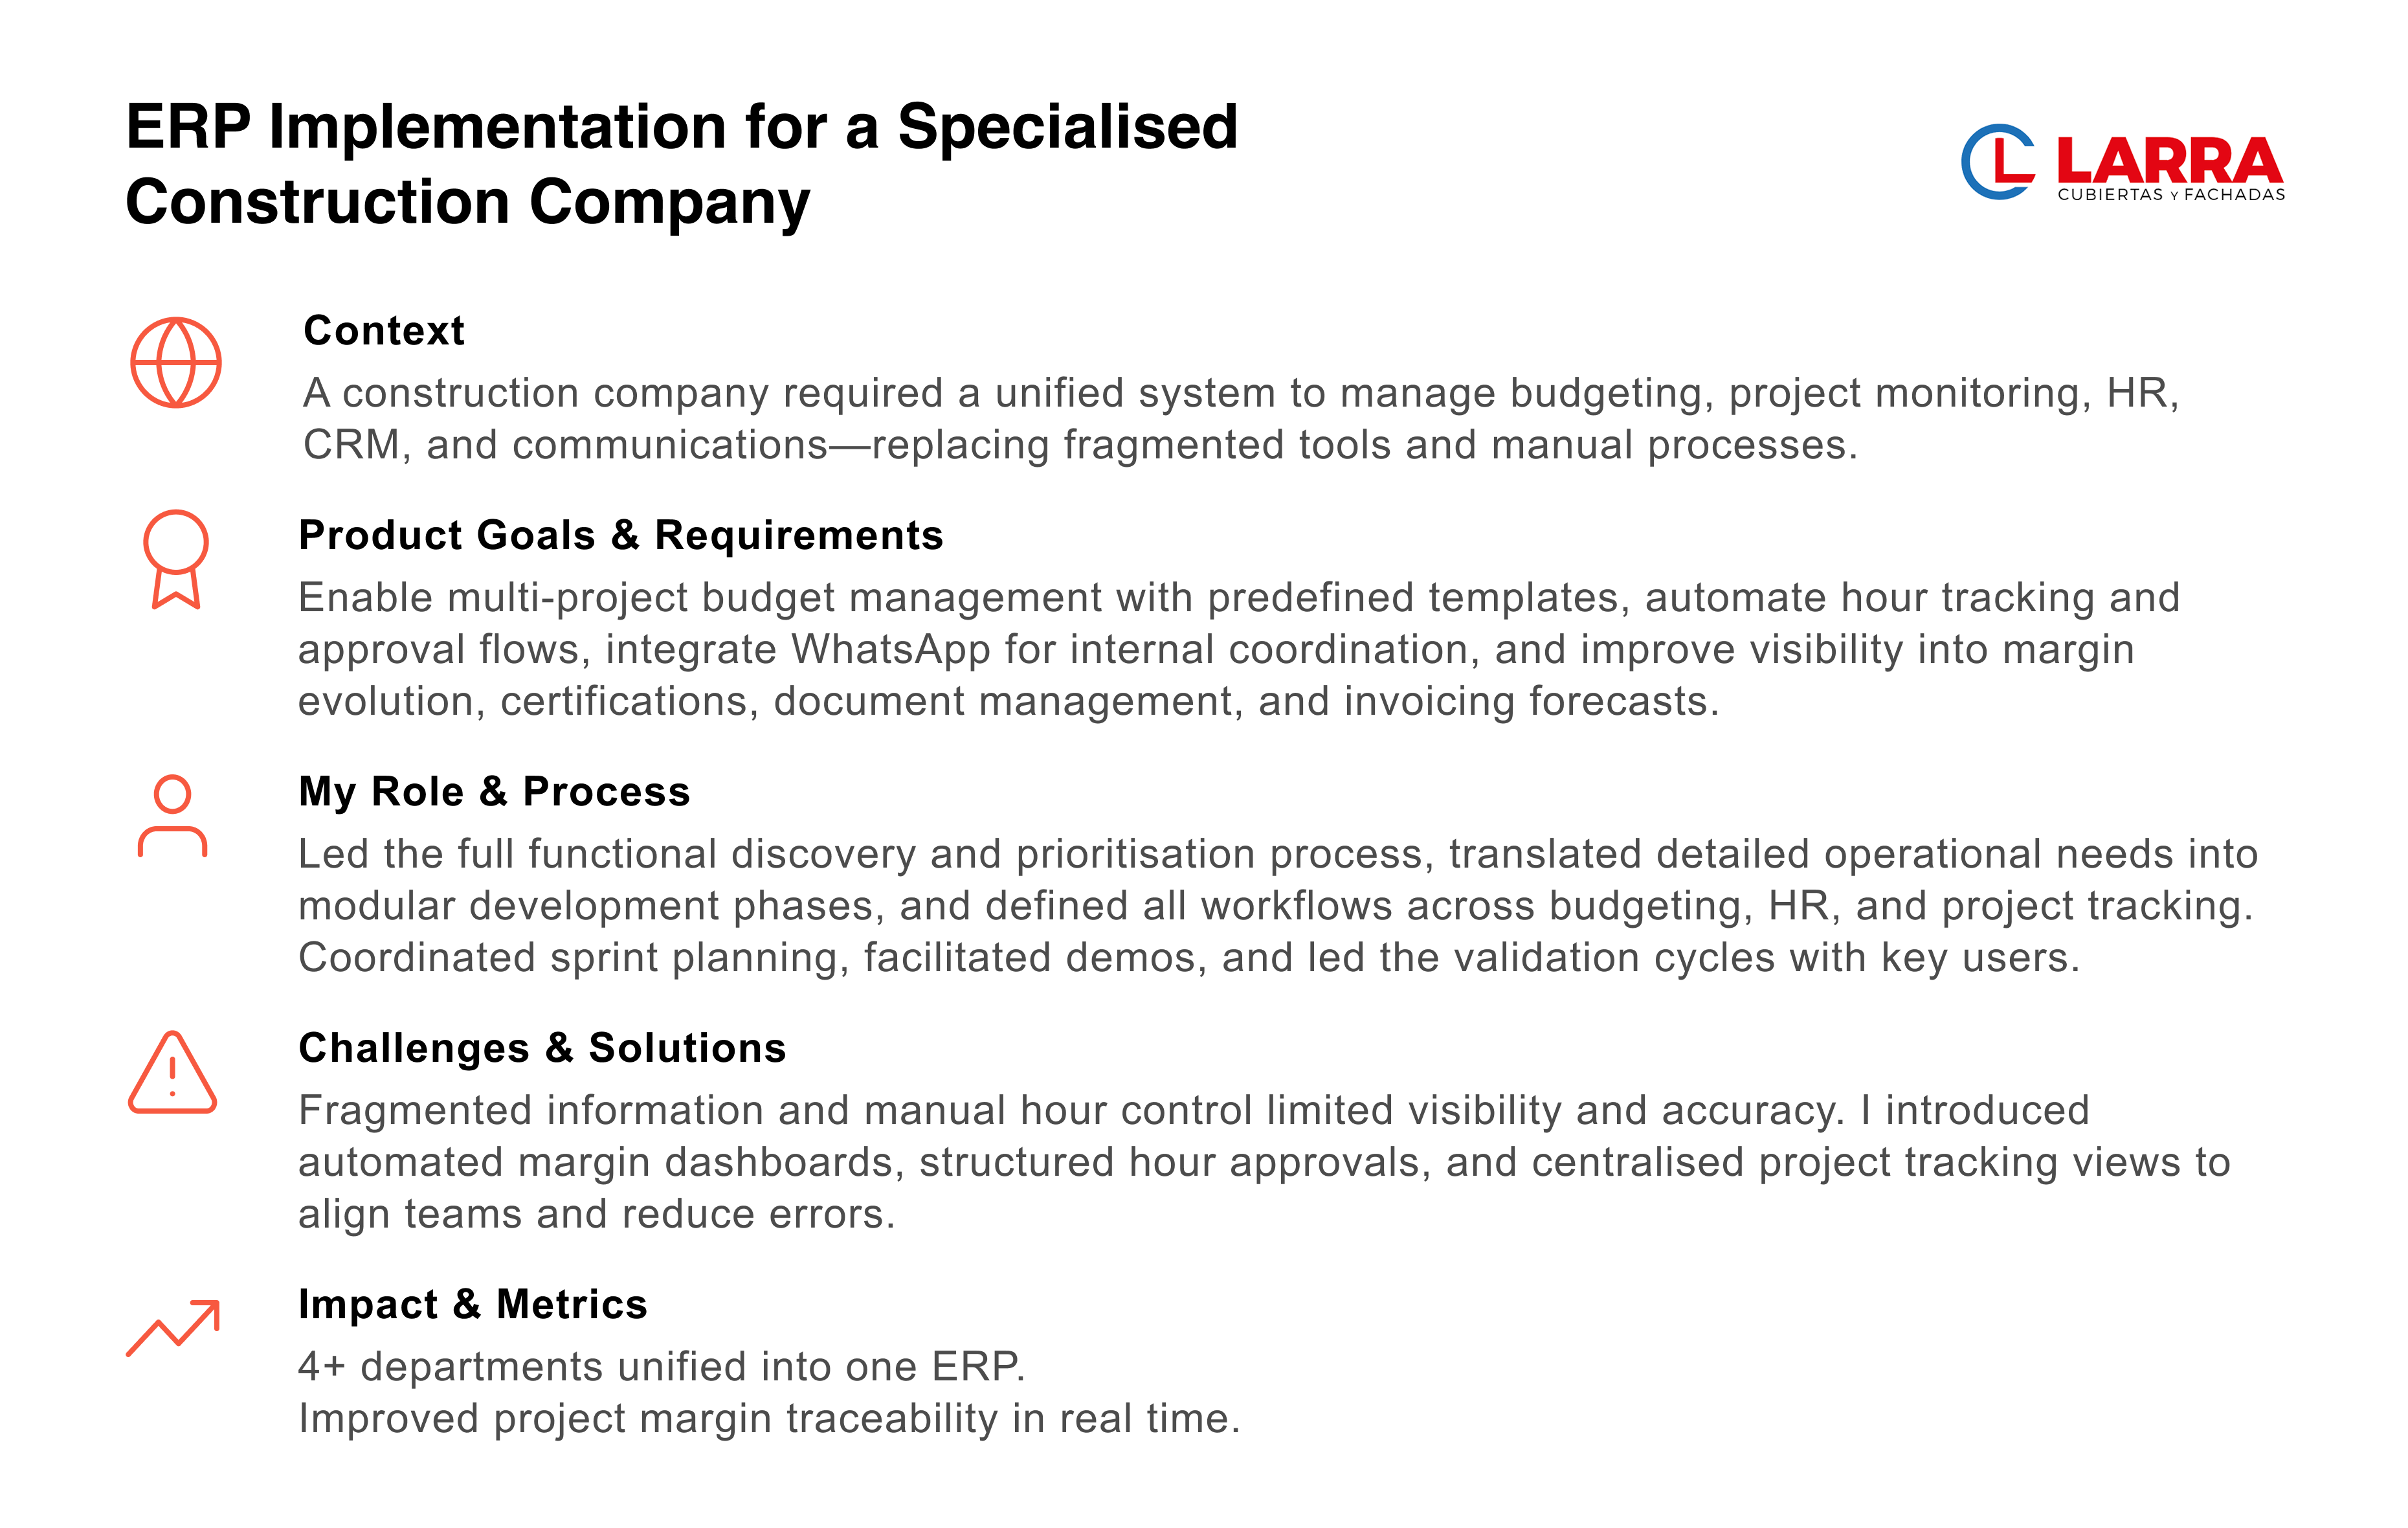 ERP Implementation for a Specialised
Construction Company
LARRA
CUBIERTAS Y FACHADAS
Context
A construction company required a unified system to manage budgeting, project monitoring, HR,
CRM, and communications—replacing fragmented tools and manual processes.
Product Goals & Requirements
Enable multi-project budget management with predefined templates, automate hour tracking and
approval flows, integrate WhatsApp for internal coordination, and improve visibility into margin
evolution, certifications, document management, and invoicing forecasts.
My Role & Process
Led the full functional discovery and prioritisation process, translated detailed operational needs into
modular development phases, and defined all workflows across budgeting, HR, and project tracking.
Coordinated sprint planning, facilitated demos, and led the validation cycles with key users.
Challenges & Solutions
Fragmented information and manual hour control limited visibility and accuracy. I introduced
automated margin dashboards, structured hour approvals, and centralised project tracking views to
align teams and reduce errors.
Impact & Metrics
4+ departments unified into one ERP.
Improved project margin traceability in real time.